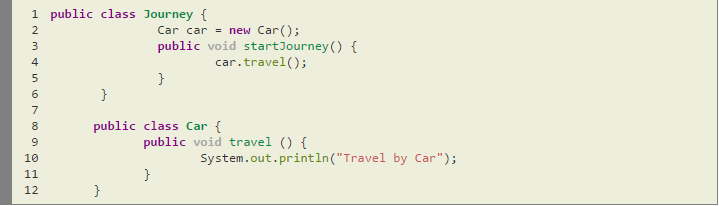 1 public class Journey {
2 Car car = new Car();
3 public void startJourney() {
4 car.travel();
5 }
6 }
7
8 public class Car {
9 public void travel () {
10 System.out.println("Travel by Car");
11 }
12 }